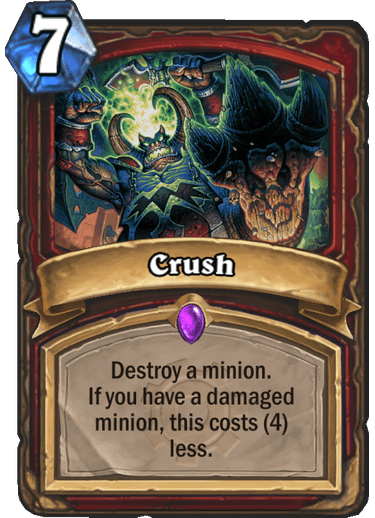 7
Crush
Destroy a minion.
If you have a damaged
minion, this costs (4)
less.